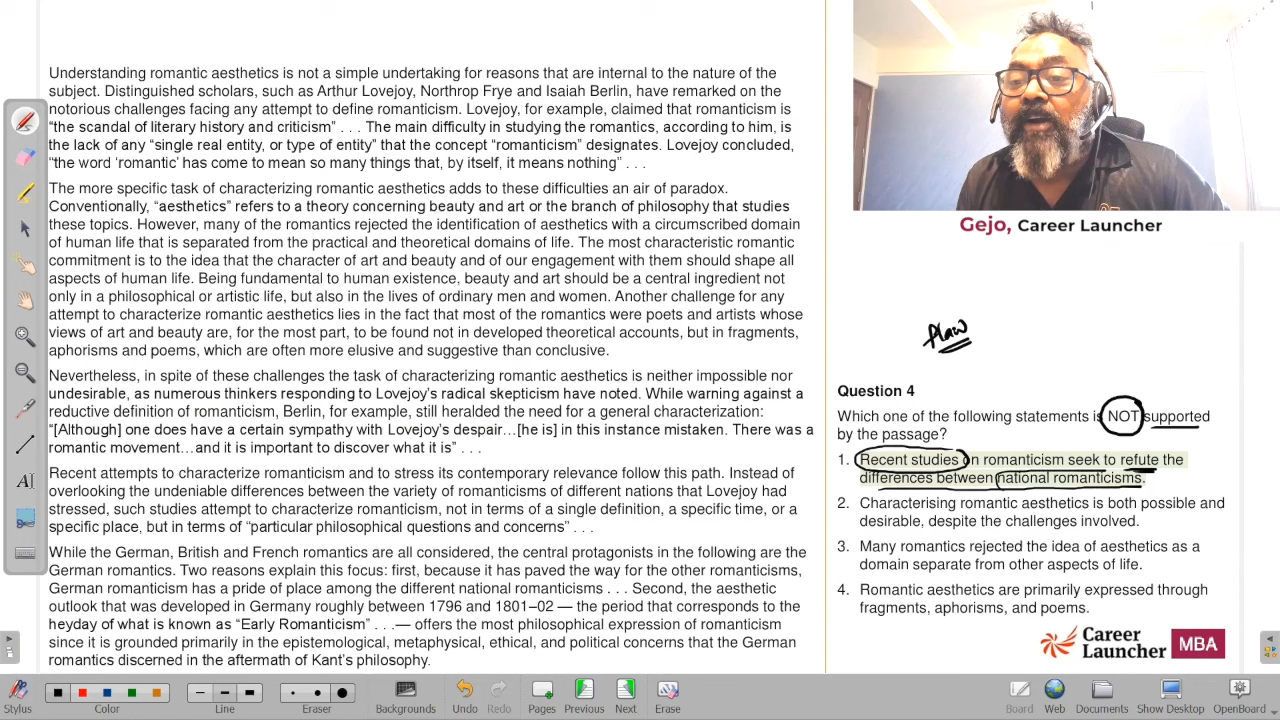 Understanding romantic aesthetics is not a simple undertaking for reasons that are internal to the nature of the
subject. Distinguished scholars, such as Arthur Lovejoy, Northrop Frye and Isaiah Berlin, have remarked on the
notorious challenges facing any attempt to define romanticism. Lovejoy, for example, claimed that romanticism is
“the scandal of literary history and criticism” . . . The main difficulty in studying the romantics, according to him, is
the lack of any “single real entity, or type of entity” that the concept “romanticism” designates. Lovejoy concluded,
“the word ‘romantic’ has come to mean so many things that, by itself, it means nothing” . . .
The more specific task of characterizing romantic aesthetics adds to these difficulties an air of paradox.
Conventionally, “aesthetics” refers to a theory concerning beauty and art or the branch of philosophy that studies
these topics. However, many of the romantics rejected the identification of aesthetics with a circumscribed domain
of human life that is separated from the practical and theoretical domains of life. The most characteristic romantic
commitment is to the idea that the character of art and beauty and of our engagement with them should shape all
aspects of human life. Being fundamental to human existence, beauty and art should be a central ingredient not
only in a philosophical or artistic life, but also in the lives of ordinary men and women. Another challenge for any
attempt to characterize romantic aesthetics lies in the fact that most of the romantics were poets and artists whose
views of art and beauty are, for the most part, to be found not in developed theoretical accounts, but in fragments,
aphorisms and poems, which are often more elusive and suggestive than conclusive.
Nevertheless, in spite of these challenges the task of characterizing romantic aesthetics is neither impossible nor
undesirable, as numerous thinkers responding to Lovejoy’s radical skepticism have noted. While warning against a
reductive definition of romanticism, Berlin, for example, still heralded the need for a general characterization:
“[Although] one does have a certain sympathy with Lovejoy’s despair…[he is] in this instance mistaken. There was a
romantic movement…and it is important to discover what it is” . . .
Recent attempts to characterize romanticism and to stress its contemporary relevance follow this path. Instead of
overlooking the undeniable differences between the variety of romanticisms of different nations that Lovejoy had
stressed, such studies attempt to characterize romanticism, not in terms of a single definition, a specific time, or a
specific place, but in terms of “particular philosophical questions and concerns” . . .
While the German, British and French romantics are all considered, the central protagonists in the following are the
German romantics. Two reasons explain this focus: first, because it has paved the way for the other romanticisms,
German romanticism has a pride of place among the different national romanticisms . . . Second, the aesthetic
outlook that was developed in Germany roughly between 1796 and 1801–02 — the period that corresponds to the
heyday of what is known as “Early Romanticism” . . .— offers the most philosophical expression of romanticism
since it is grounded primarily in the epistemological, metaphysical, ethical, and political concerns that the German
romantics discerned in the aftermath of Kant’s philosophy.
Gejo, Career Launcher
Question 4
Which one of the following statements is NOT supported
by the passage?
1. Recent studies on romanticism seek to refute the
differences between national romanticisms.
2. Characterising romantic aesthetics is both possible and
desirable, despite the challenges involved.
3. Many romantics rejected the idea of aesthetics as a
domain separate from other aspects of life.
4. Romantic aesthetics are primarily expressed through
fragments, aphorisms, and poems.
Career
Launcher MBA
Stylus Color Line Eraser Backgrounds Undo Redo Pages Previous Next Erase Board Web Documents Show Desktop OpenBoard